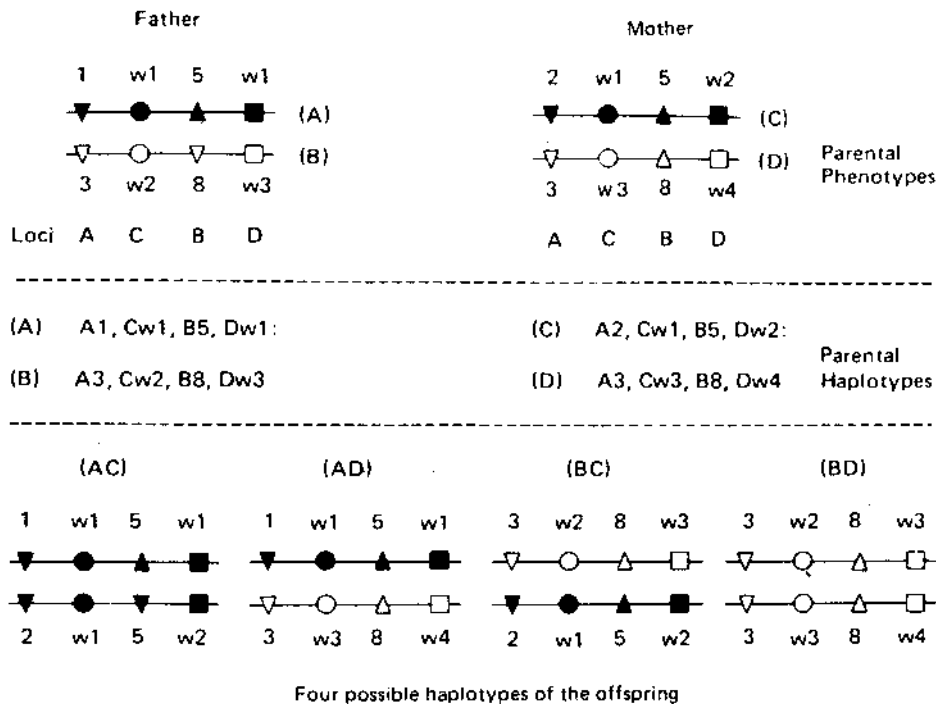 Father
Mother
1 w1 5 w1
2 w1 5 w2
(A)
(C)
(B)
(D)
Parental
Phenotypes
3 w2 8 w3
3 w3 8 w4
Loci A C B D
A C B D
(A) A1, Cw1, B5, Dw1:
(C) A2, Cw1, B5, Dw2:
(B) A3, Cw2, B8, Dw3
(D) A3, Cw3, B8, Dw4
Parental
Haplotypes
(AC) (AD) (BC) (BD)
1 w1 5 w1
1 w1 5 w1
3 w2 8 w3
3 w2 8 w3
2 w1 5 w2
3 w3 8 w4
2 w1 5 w2
3 w3 8 w4
Four possible haplotypes of the offspring